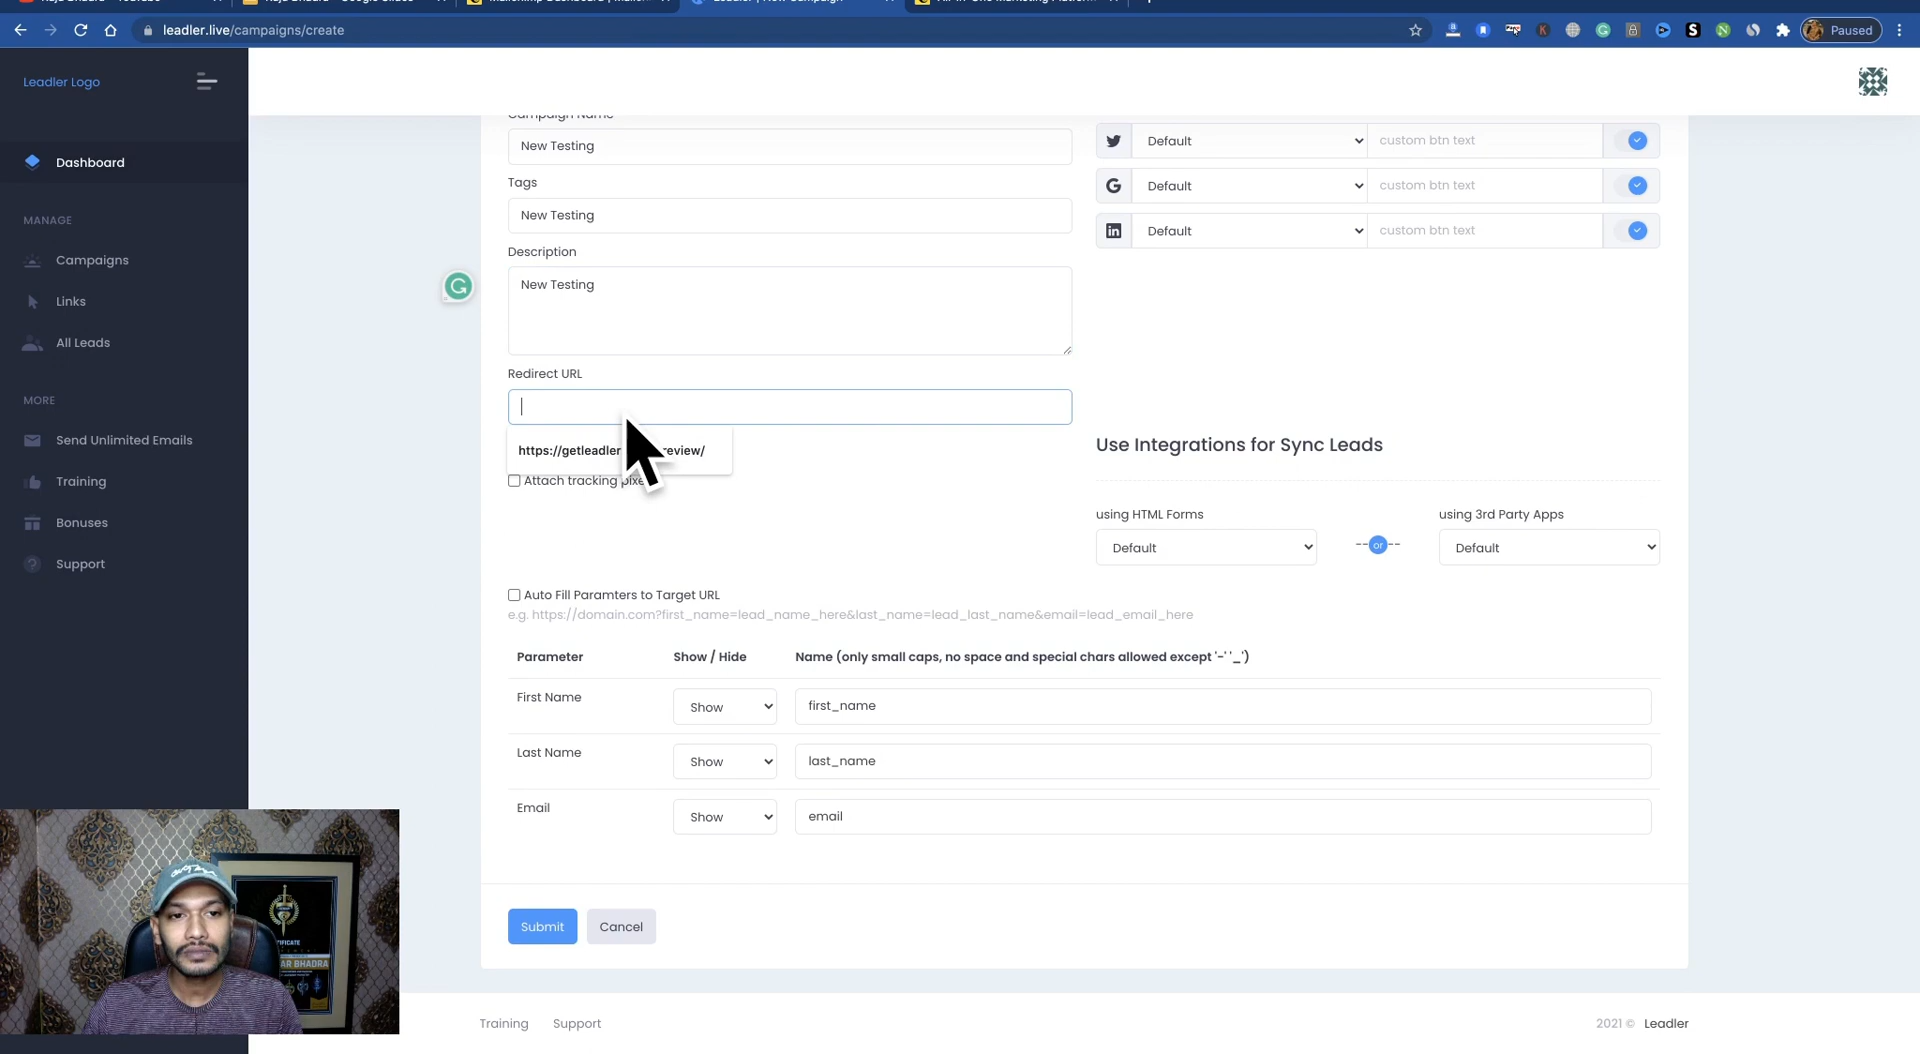 leadler.live/campaigns/create
Paused
Leadler Logo
Dashboard
MANAGE
Campaigns
Links
All Leads
MORE
Send Unlimited Emails
Training
Bonuses
Support
Campaign Name
New Testing
Tags
New Testing
Description
New Testing
Redirect URL
https://getleadler
review/
Attach tracking pixe
Default
custom btn text
Default
custom btn text
Default
custom btn text
Use Integrations for Sync Leads
using HTML Forms
Default
--or--
using 3rd Party Apps
Default
Auto Fill Paramters to Target URL
e.g. https://domain.com?first_name=lead_name_here&last_name=lead_last_name&email=lead_email_here
Parameter Show / Hide Name (only small caps, no space and special chars allowed except '-' '_')
First Name Show first_name
Last Name Show last_name
Email Show email
Submit Cancel
Training Support
2021 © Leadler